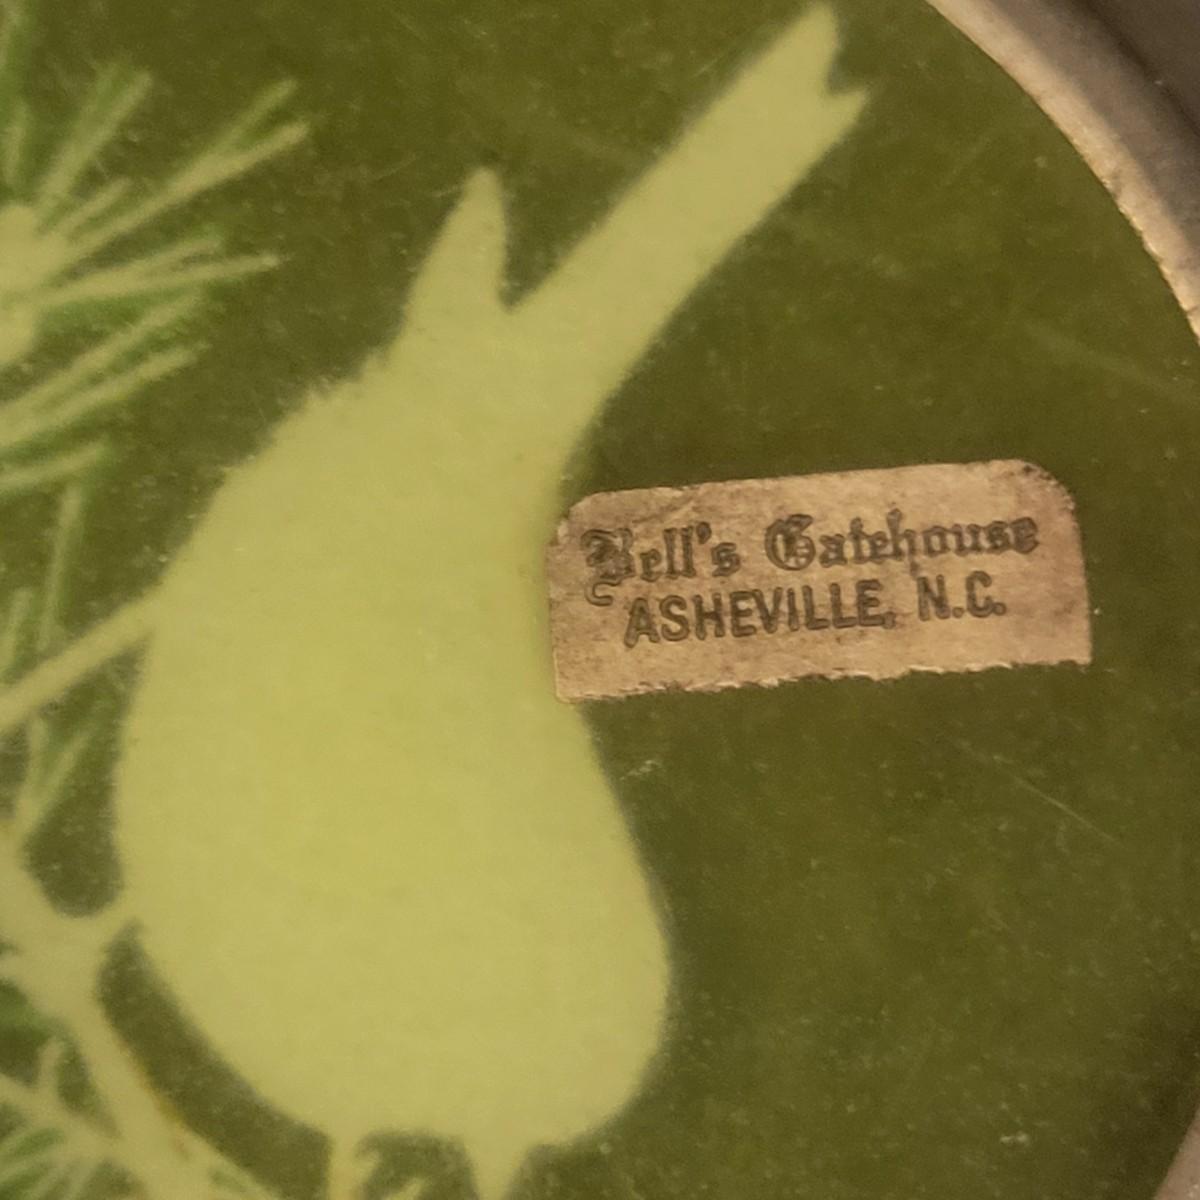 Bell's Gatehouse
ASHEVILLE, N.C.